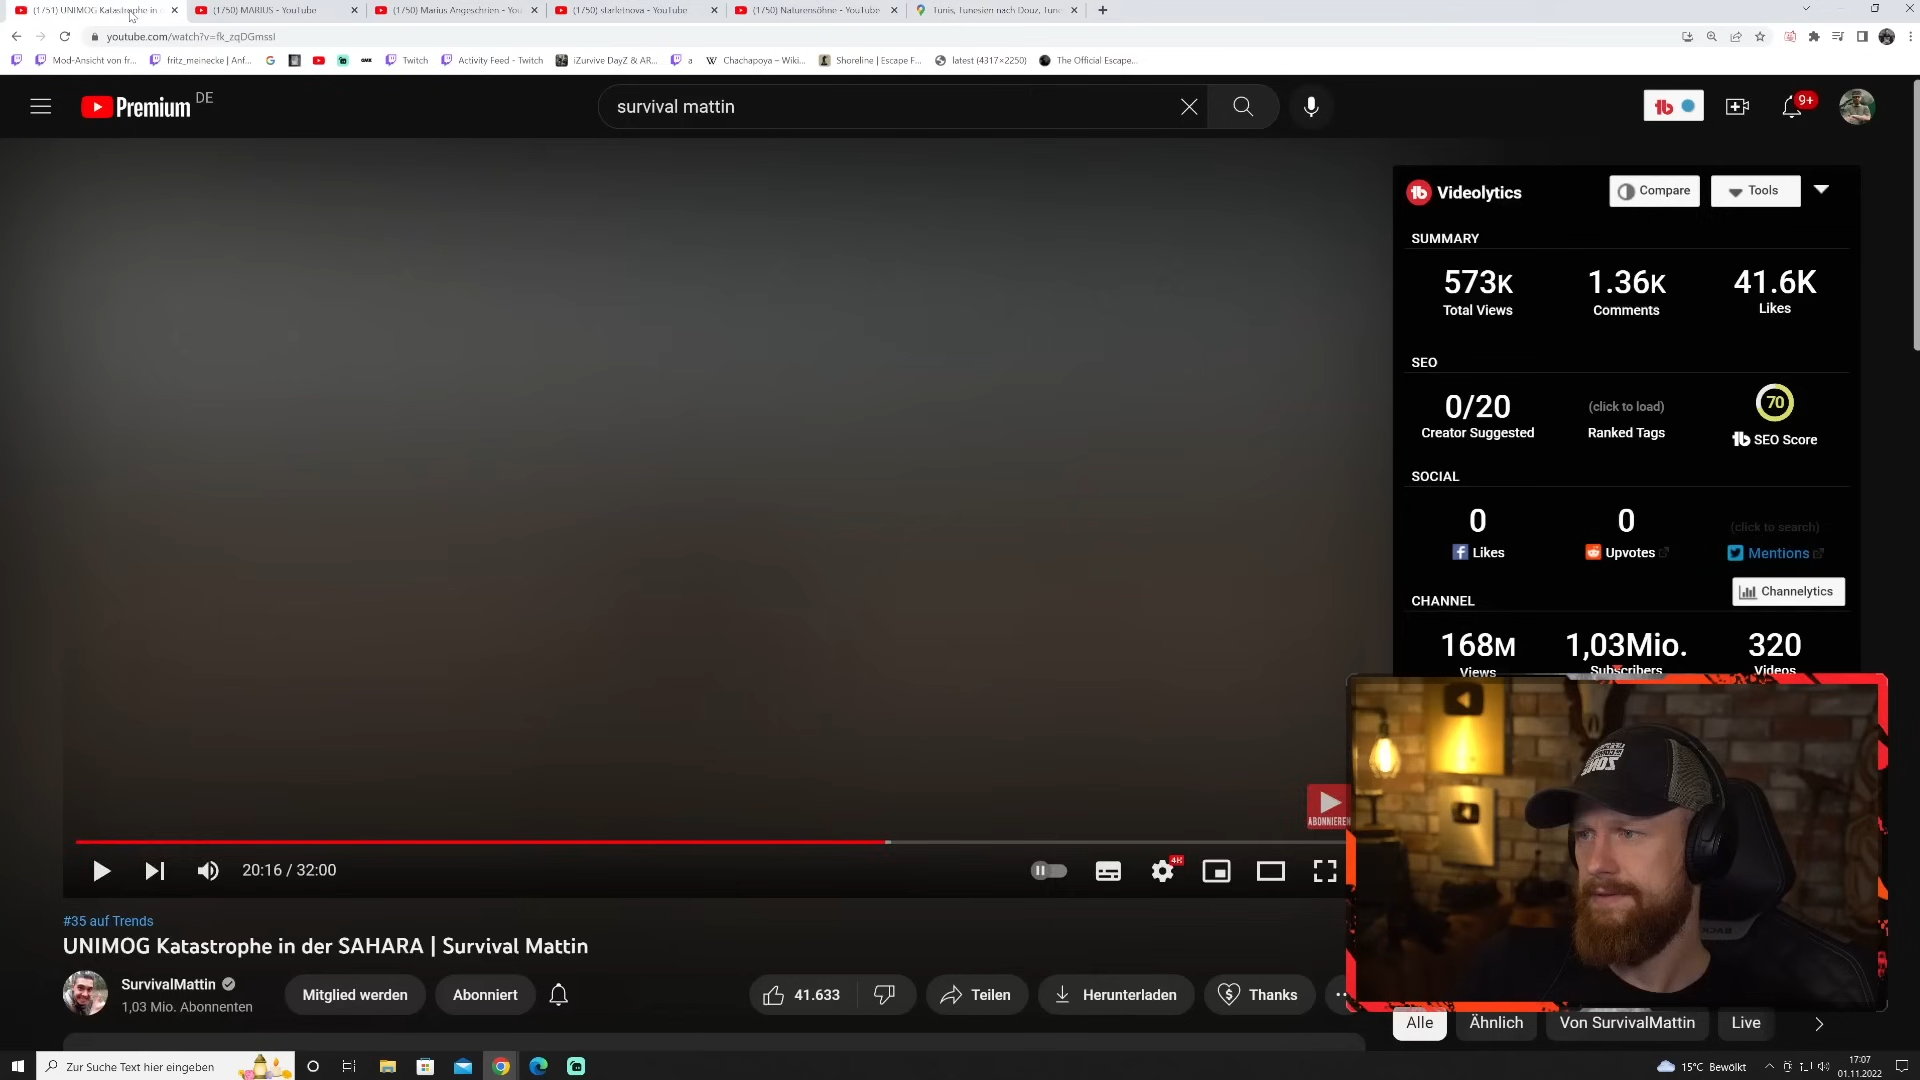 (1751) UNIMOG Katastrophe in
(1750) MARIUS - YouTube
(1750) Marius Angeschrien - You
(1750) starletnova - YouTube
(1750) Naturensöhne - YouTube
Tunis, Tunesien nach Douz, Tune
youtube.com/watch?v=fk_zqDGmssI
Mod-Ansicht von fr...
fritz_meinecke | Anf...
Twitch
Activity Feed - Twitch
iZurvive DayZ & AR...
a
Chachapoya – Wiki...
Shoreline | Escape F...
latest (4317×2250)
The Official Escape...
Premium
DE
survival mattin
9+
Videolytics
Compare
Tools
SUMMARY
573K
1.36K
41.6K
Total Views
Comments
Likes
SEO
0/20
(click to load)
70
Creator Suggested
Ranked Tags
SEO Score
SOCIAL
0
0
(click to search)
Likes
Upvotes
Mentions
CHANNEL
Channelytics
168M
1,03Mio.
320
Views
Subscribers
Videos
ABONNIEREN
20:16 / 32:00
4K
#35 auf Trends
UNIMOG Katastrophe in der SAHARA | Survival Mattin
SurvivalMattin
1,03 Mio. Abonnenten
Mitglied werden
Abonniert
41.633
Teilen
Herunterladen
Thanks
Alle
Ähnlich
Von SurvivalMattin
Live
Zur Suche Text hier eingeben
15°C Bewölkt
17:07
01.11.2022